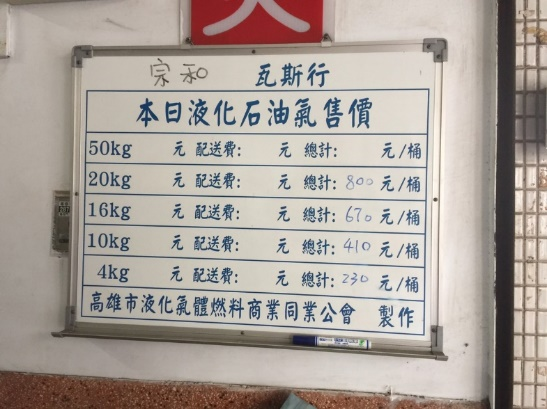 宗和 瓦斯行
本日液化石油氣售價
50kg 元 配送費: 元 總計: 元/桶
20kg 元 配送費: 元 總計: 800 元/桶
16kg 元 配送費: 元 總計: 670 元/桶
10kg 元 配送費: 元 總計: 410 元/桶
4kg 元 配送費: 元 總計: 230 元/桶
高雄市液化氣體燃料商業同業公會 製作